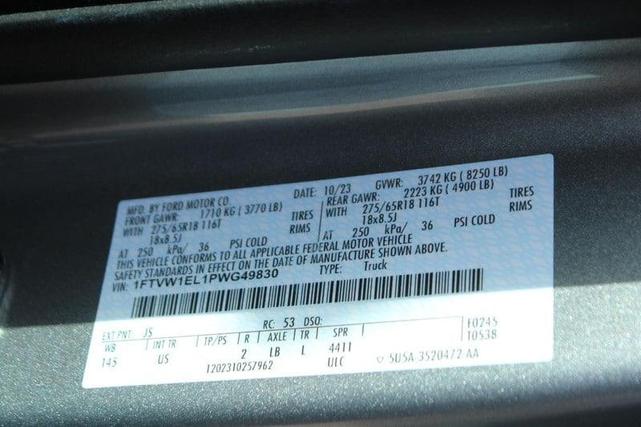 MFD. BY FORD MOTOR CO. DATE: 10/23 GVWR: 3742 KG ( 8250 LB)
FRONT GAWR: 1710 KG ( 3770 LB) REAR GAWR: 2223 KG ( 4900 LB)
WITH 275/65R18 116T TIRES WITH 275/65R18 116T TIRES
18x8.5J RIMS 18x8.5J RIMS
AT 250 kPa/ 36 PSI COLD AT 250 kPa/ 36 PSI COLD
THIS VEHICLE CONFORMS TO ALL APPLICABLE FEDERAL MOTOR VEHICLE
SAFETY STANDARDS IN EFFECT ON THE DATE OF MANUFACTURE SHOWN ABOVE.
VIN: 1FTVW1EL1PWG49830 TYPE: Truck
EXT PNT: JS RC: 53 DSO: F0245
WB INT TR TP/PS R AXLE TR SPR 10538
145 US 2 LB L 4411
1202310257962 ULC ▽ 5U5A-3520472 AA